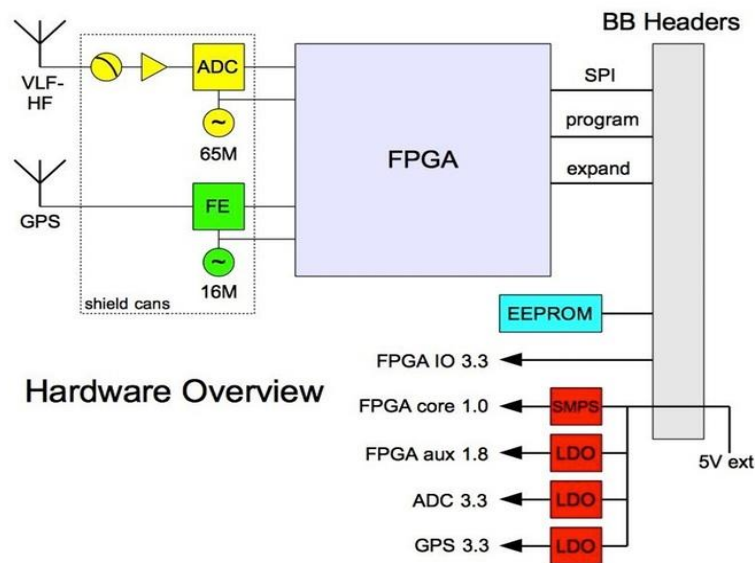 BB Headers
VLF-
HF
ADC
~
65M
FPGA
SPI
program
expand
GPS
FE
~
16M
shield cans
EEPROM
Hardware Overview
FPGA IO 3.3
FPGA core 1.0
SMPS
FPGA aux 1.8
LDO
5V ext
ADC 3.3
LDO
GPS 3.3
LDO